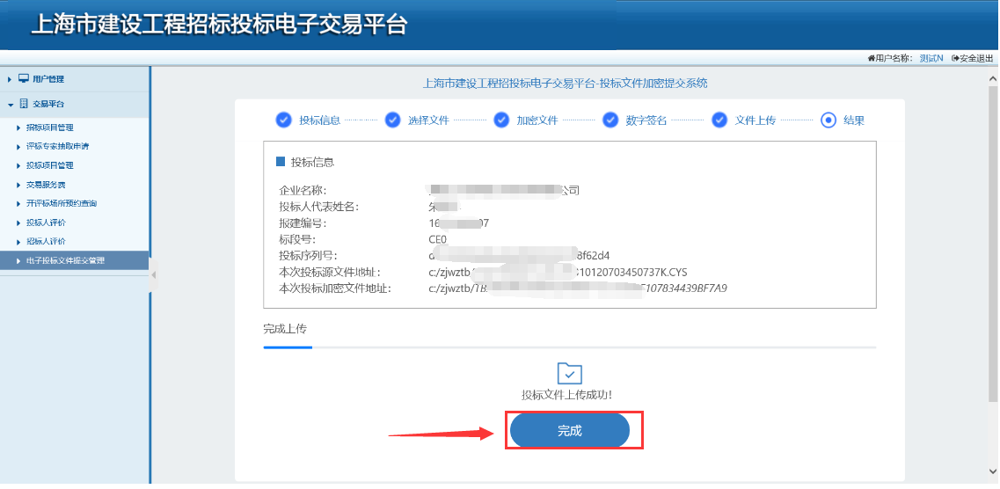 上海市建设工程招标投标电子交易平台
用户名称： 测试N 安全退出
用户管理
交易平台
招标项目管理
评标专家抽取申请
投标项目管理
交易服务费
开评标场所预约查询
投标人评价
招标人评价
电子投标文件提交管理
上海市建设工程招投标电子交易平台-投标文件加密提交系统
投标信息 选择文件 加密文件 数字签名 文件上传 结果
投标信息
企业名称： 公司
投标人代表姓名： 朱
报建编号： 16 07
标段号： CE0
投标序列号： d 8f62d4
本次投标源文件地址： c:/zjwztb/ 10120703450737K.CYS
本次投标加密文件地址： c:/zjwztb/1B 107834439BF7A9
完成上传
投标文件上传成功！
完成